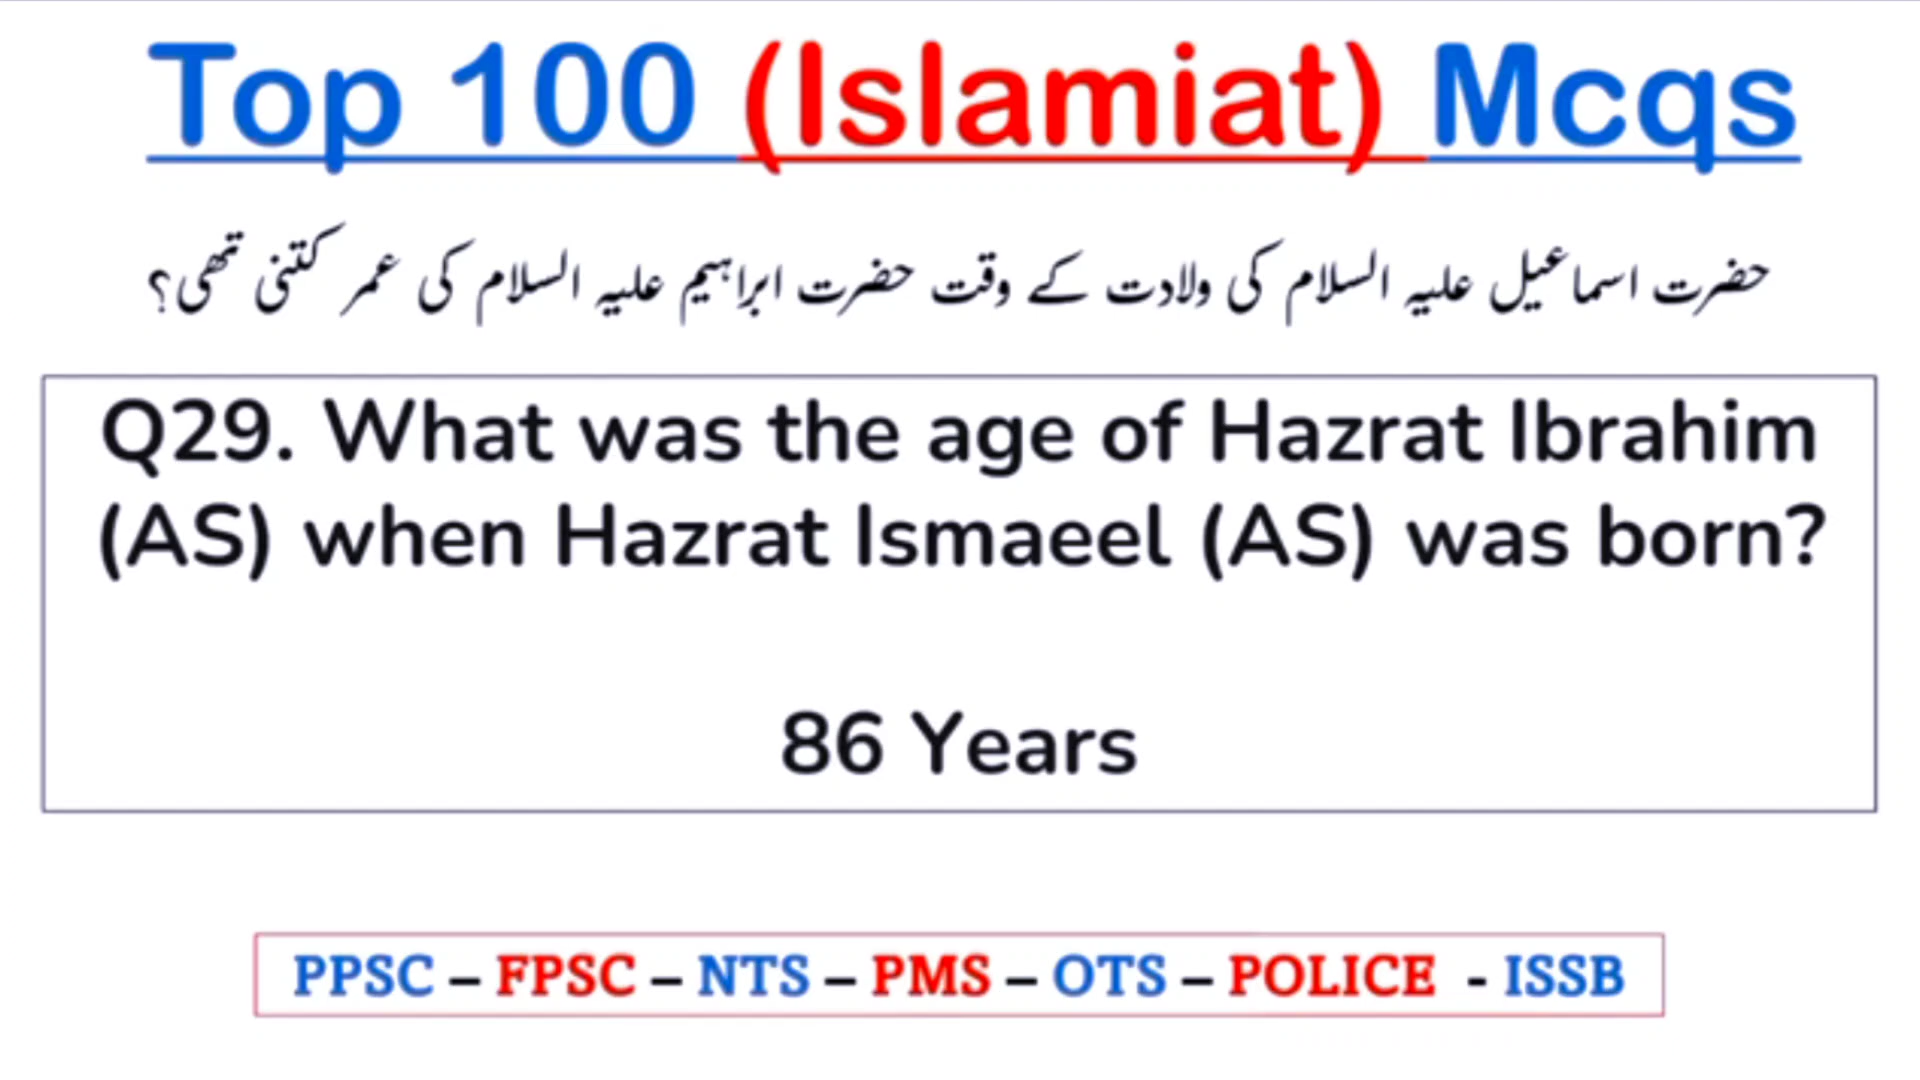 Top 100 (Islamiat) Mcqs
حضرت اسماعیل علیہ السلام کی ولادت کے وقت حضرت ابراہیم علیہ السلام کی عمر کتنی تھی؟
Q29. What was the age of Hazrat Ibrahim
(AS) when Hazrat Ismaeel (AS) was born?
86 Years
PPSC – FPSC – NTS – PMS – OTS – POLICE - ISSB